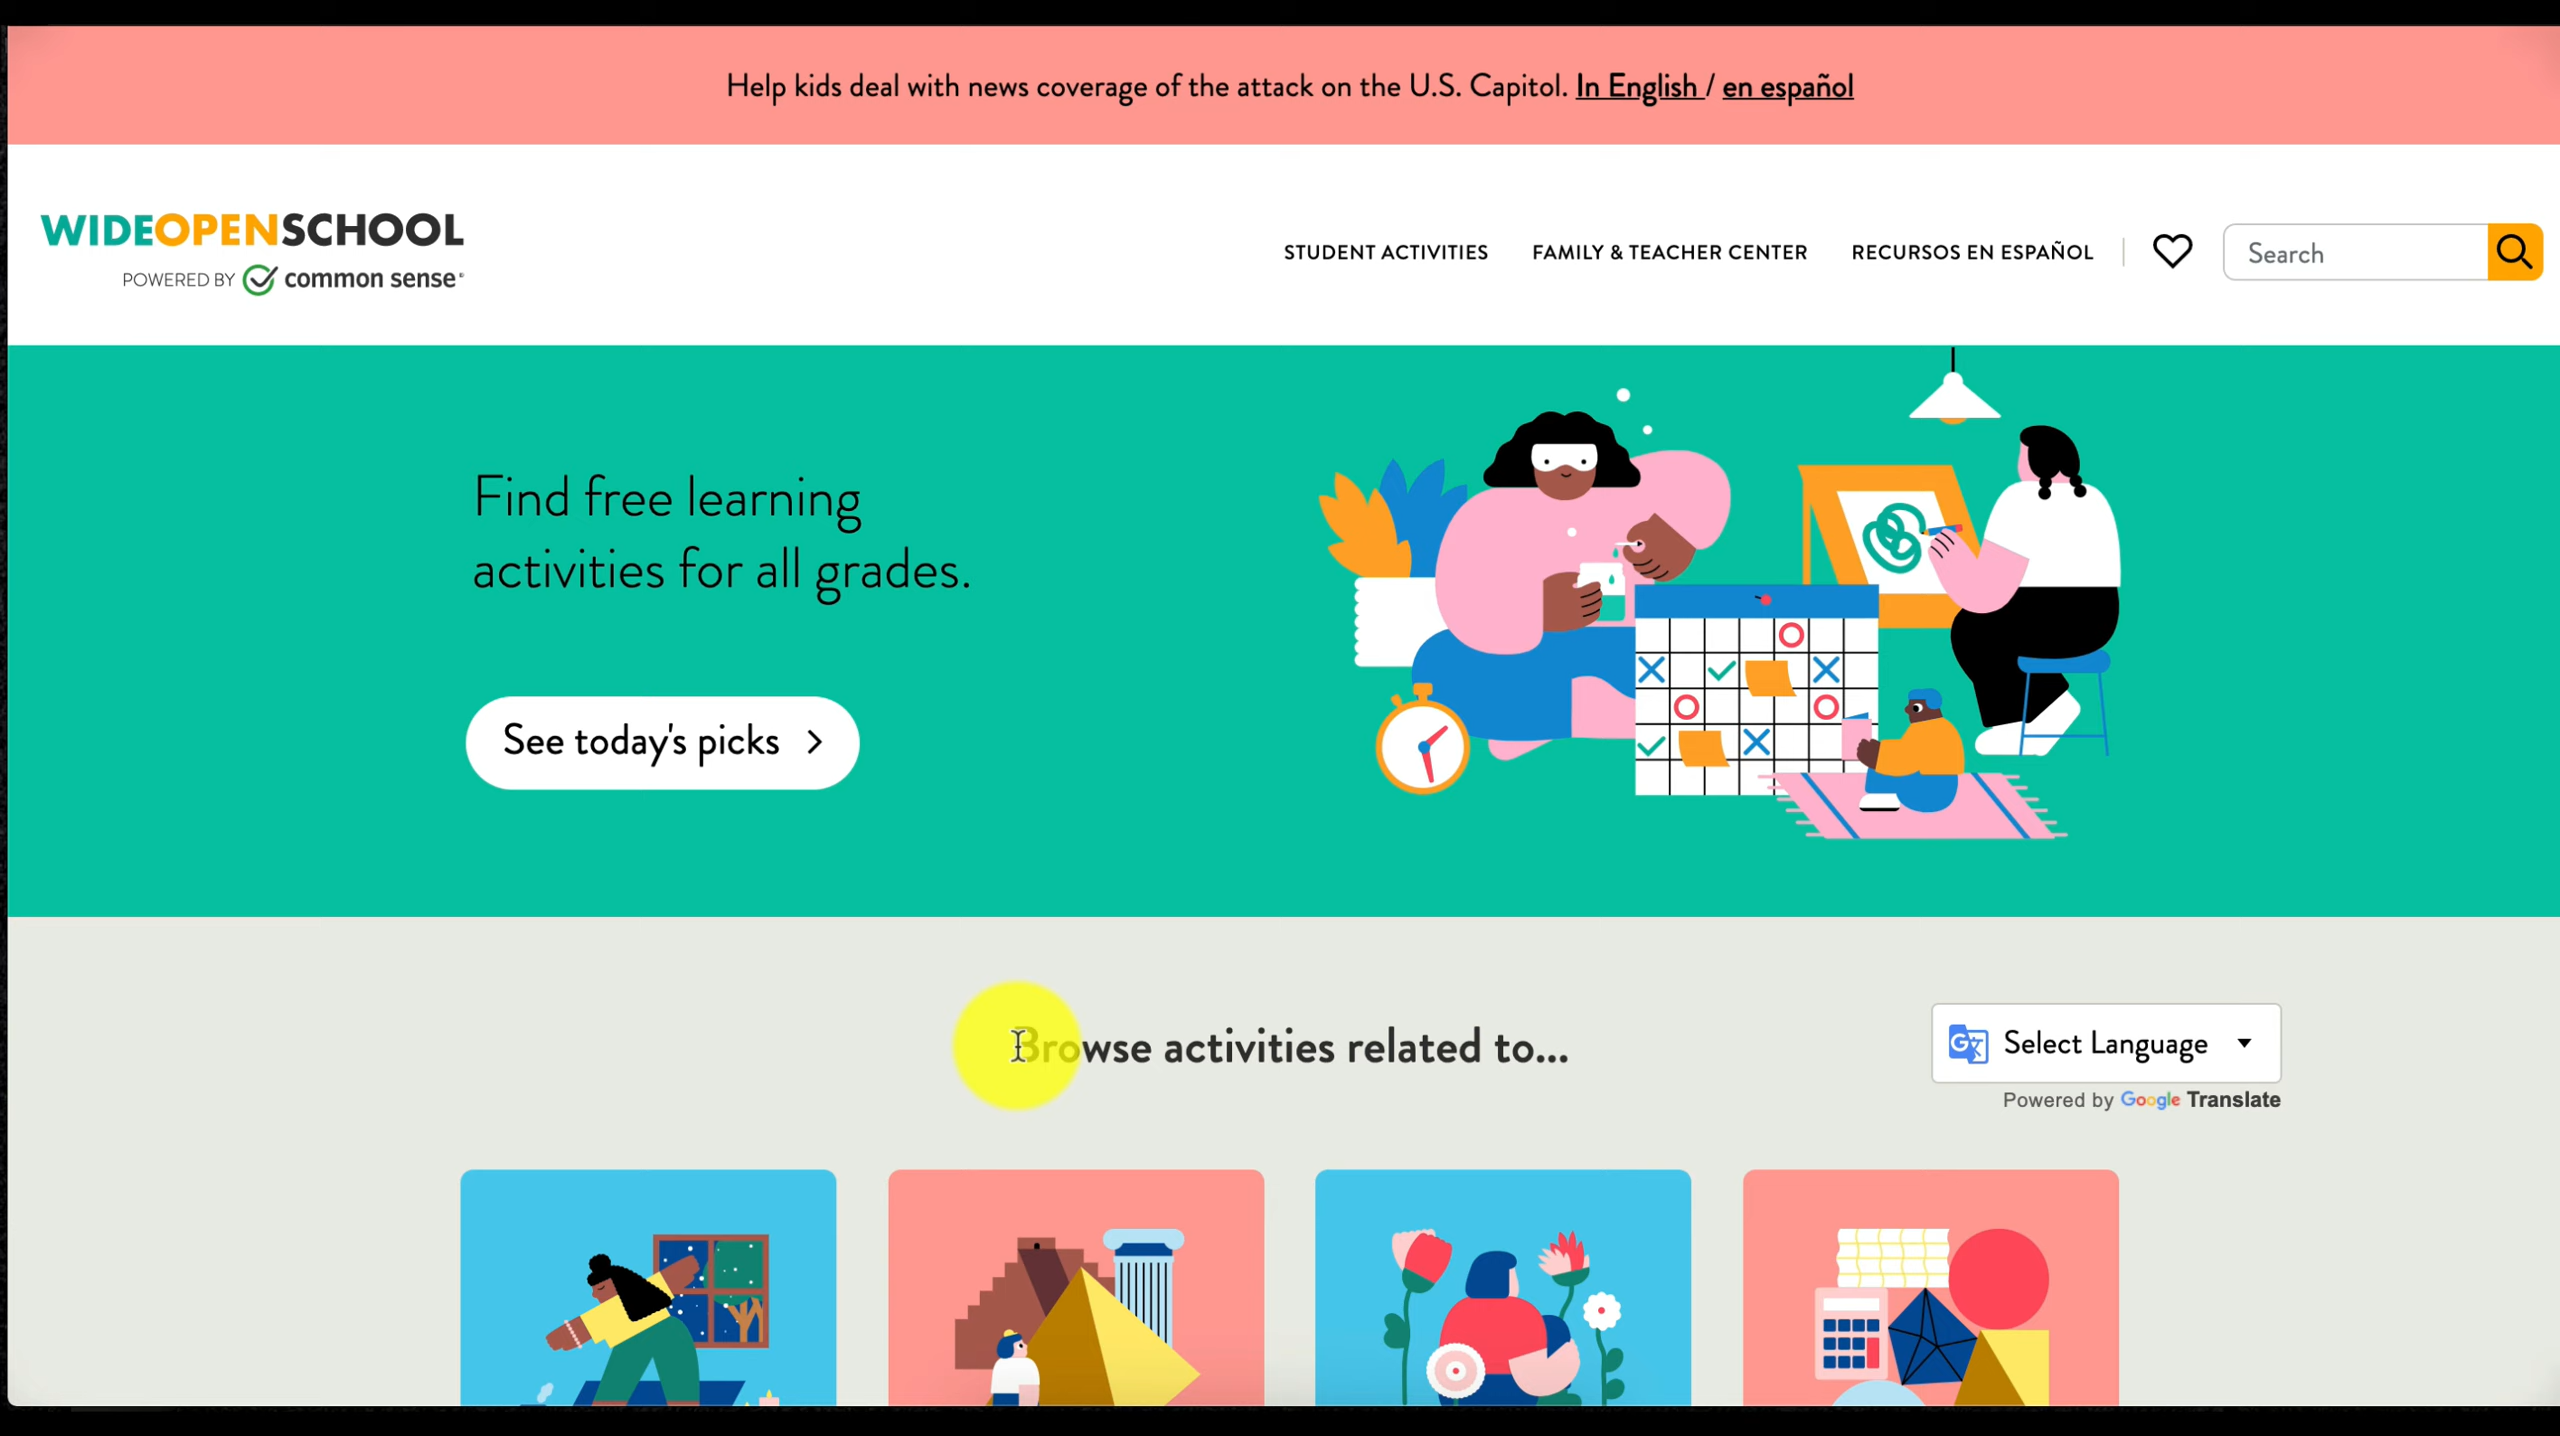 Help kids deal with news coverage of the attack on the U.S. Capitol. In English / en español
WIDEOPENSCHOOL
POWERED BY common sense®
STUDENT ACTIVITIES
FAMILY & TEACHER CENTER
RECURSOS EN ESPAÑOL
Search
Find free learning
activities for all grades.
See today's picks
Browse activities related to...
Select Language
Powered by Google Translate